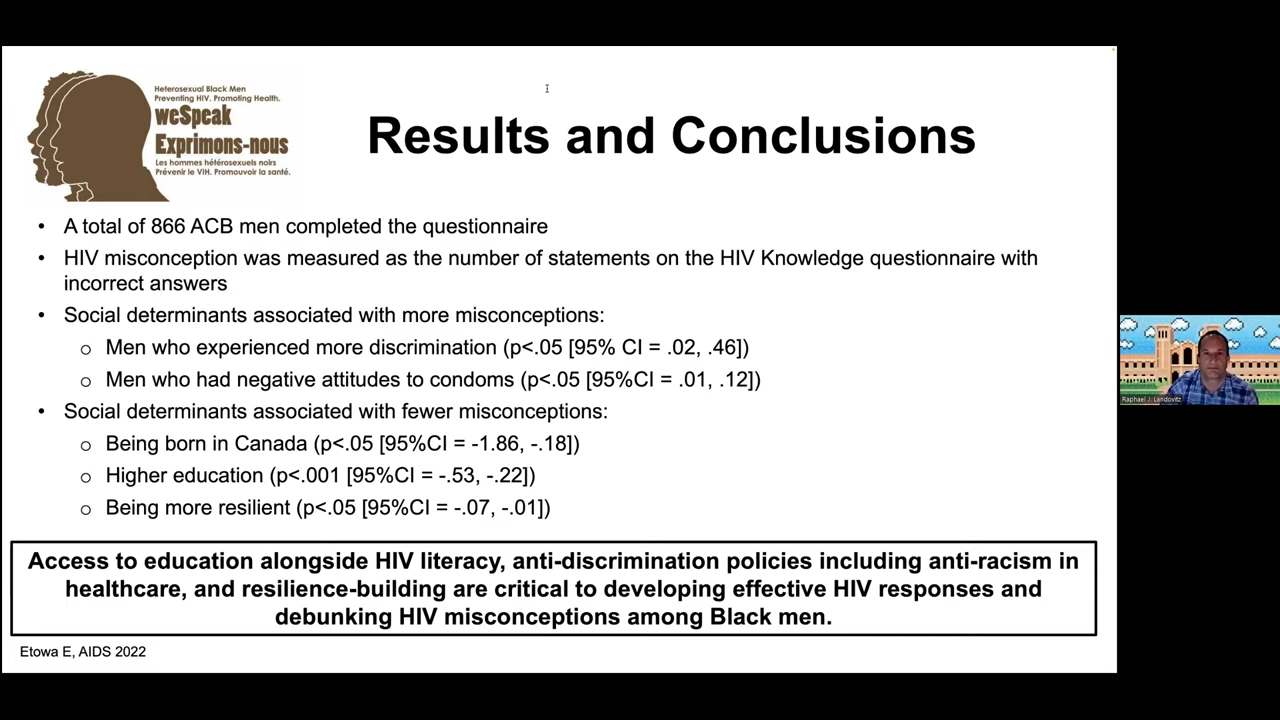 Heterosexual Black Men
Preventing HIV. Promoting Health.
weSpeak
Exprimons-nous
Les hommes hétérosexuels noirs
Prévenir le VIH. Promouvoir la santé.
Results and Conclusions
• A total of 866 ACB men completed the questionnaire
• HIV misconception was measured as the number of statements on the HIV Knowledge questionnaire with
incorrect answers
• Social determinants associated with more misconceptions:
o Men who experienced more discrimination (p<.05 [95% CI = .02, .46])
o Men who had negative attitudes to condoms (p<.05 [95%CI = .01, .12])
• Social determinants associated with fewer misconceptions:
o Being born in Canada (p<.05 [95%CI = -1.86, -.18])
o Higher education (p<.001 [95%CI = -.53, -.22])
o Being more resilient (p<.05 [95%CI = -.07, -.01])
Access to education alongside HIV literacy, anti-discrimination policies including anti-racism in
healthcare, and resilience-building are critical to developing effective HIV responses and
debunking HIV misconceptions among Black men.
Etowa E, AIDS 2022
Raphael J. Landovitz